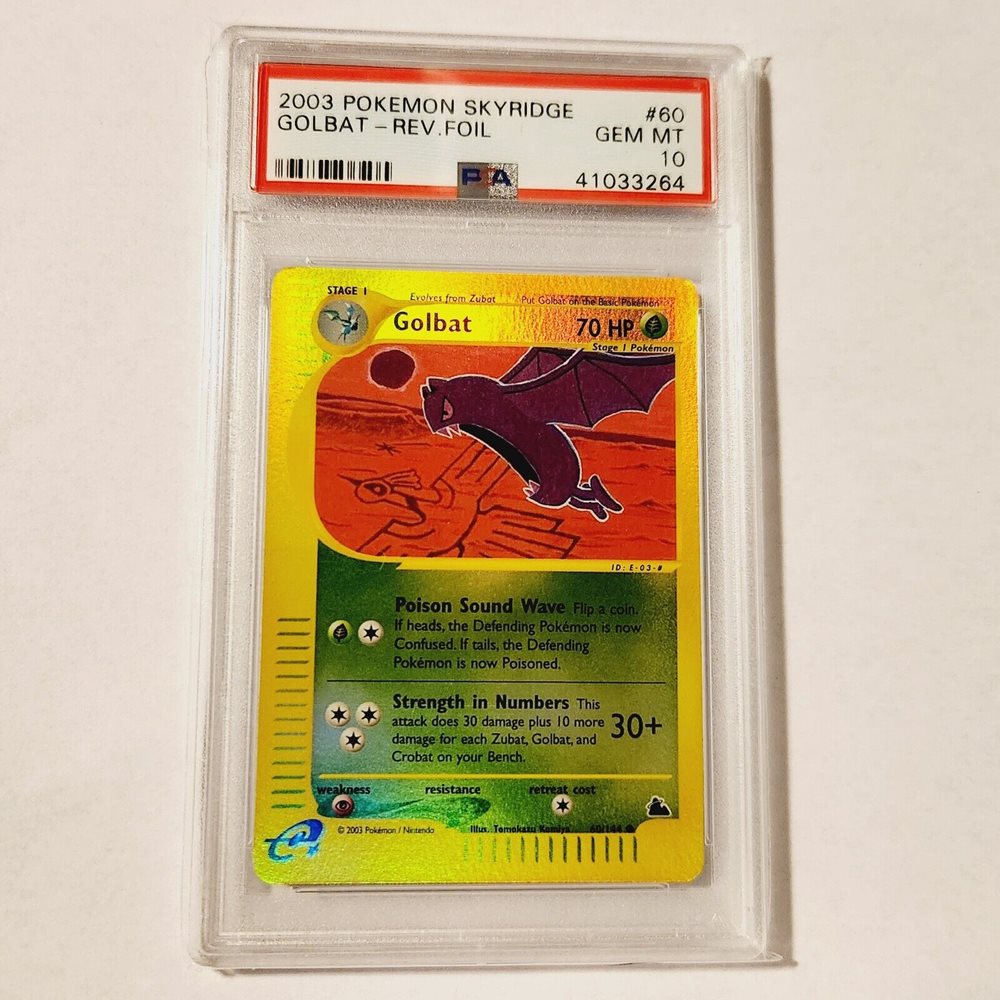 2003 POKEMON SKYRIDGE #60
GOLBAT - REV.FOIL GEM MT
10
PSA 41033264
STAGE 1
Evolves from Zubat Put Golbat on the Basic Pokémon
Golbat 70 HP
Stage 1 Pokémon
ID: E-03-#
Poison Sound Wave Flip a coin.
If heads, the Defending Pokémon is now
Confused. If tails, the Defending
Pokémon is now Poisoned.
Strength in Numbers This
attack does 30 damage plus 10 more
damage for each Zubat, Golbat, and
Crobat on your Bench.
30+
weakness resistance retreat cost
© 2003 Pokémon / Nintendo Illus. Tomokazu Komiya 60/144
e